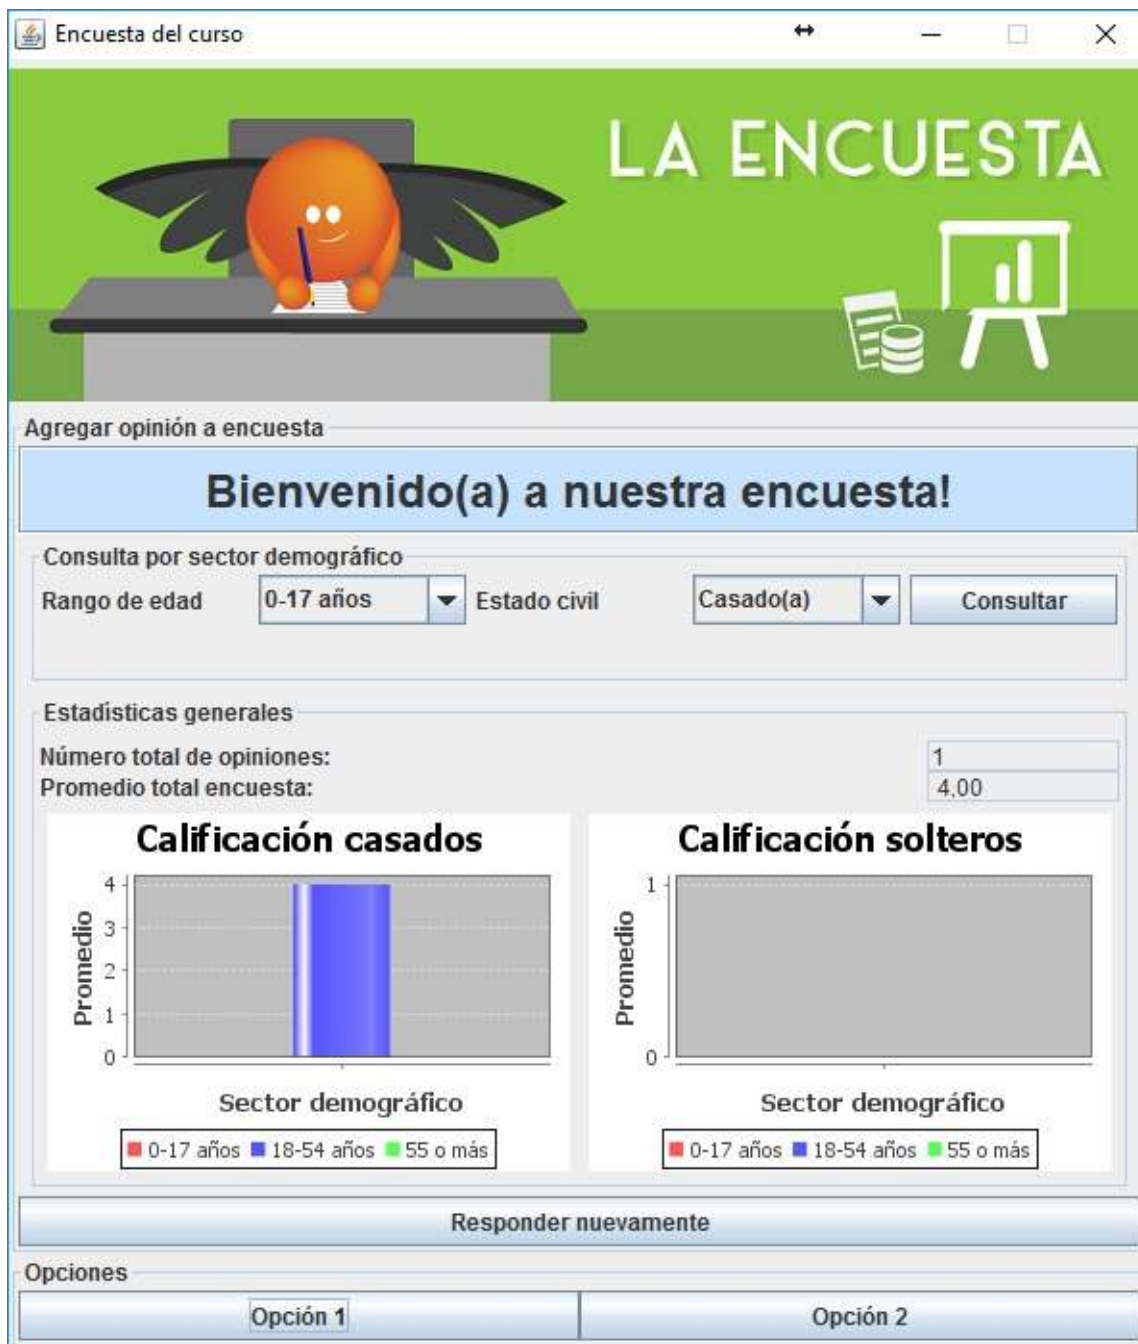 Encuesta del curso
LA ENCUESTA
Agregar opinión a encuesta
Bienvenido(a) a nuestra encuesta!
Consulta por sector demográfico
Rango de edad 0-17 años Estado civil Casado(a) Consultar
Estadísticas generales
Número total de opiniones: 1
Promedio total encuesta: 4,00
Calificación casados
4
3
2
1
0
Promedio
Sector demográfico
0-17 años 18-54 años 55 o más
Calificación solteros
1
0
Promedio
Sector demográfico
0-17 años 18-54 años 55 o más
Responder nuevamente
Opciones
Opción 1 Opción 2